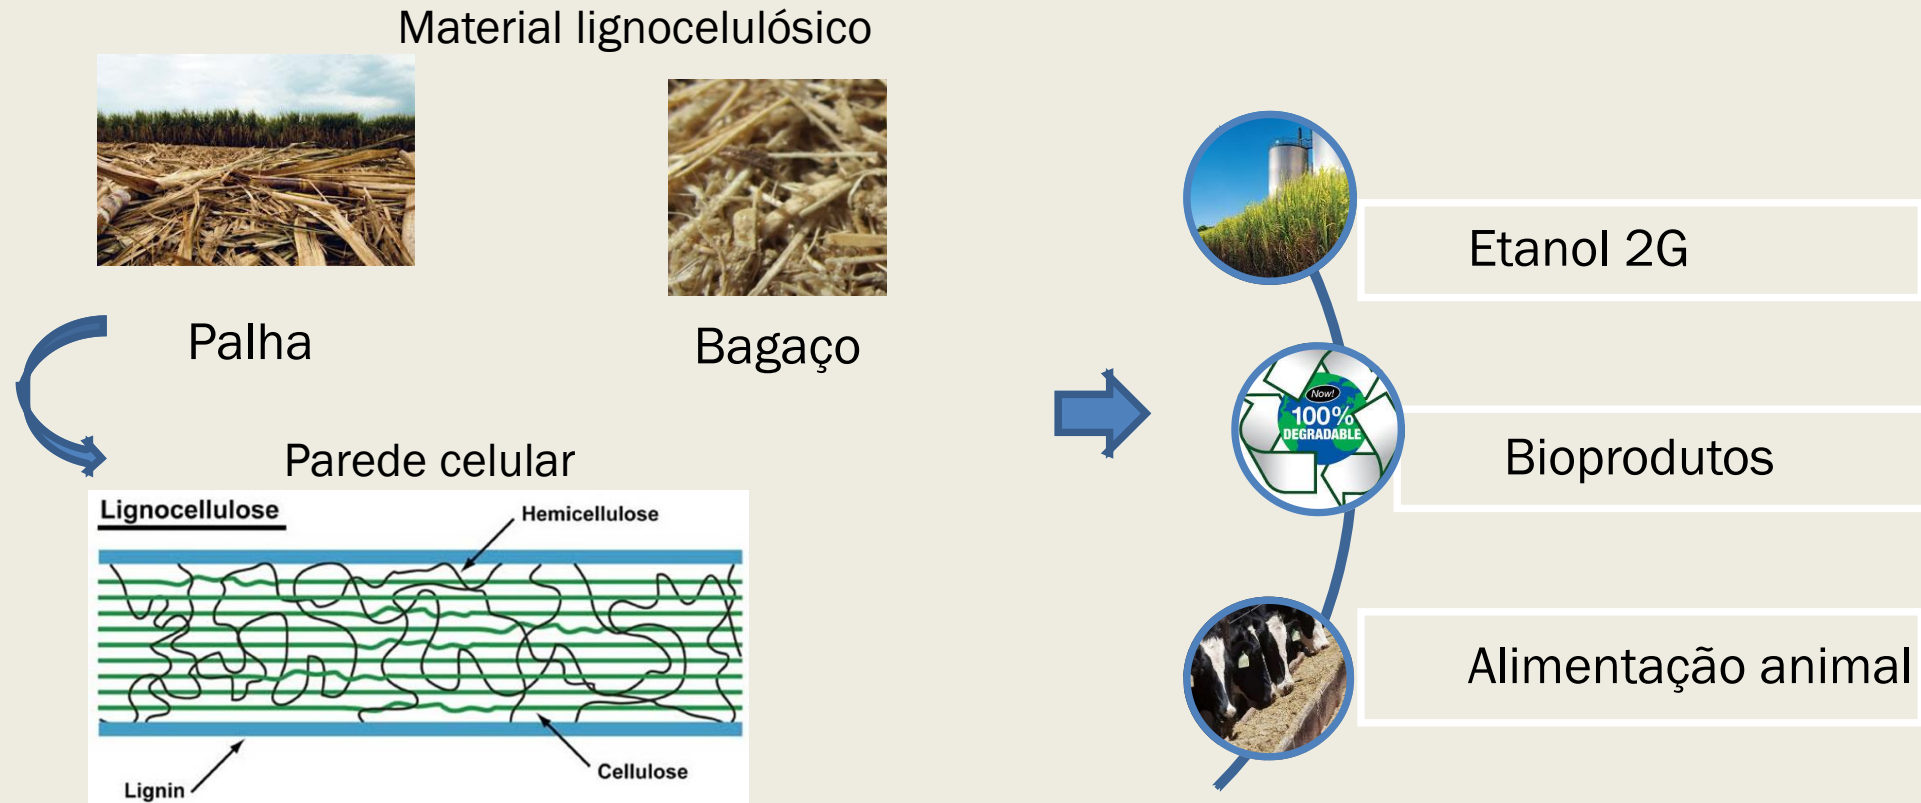 Material lignocelulósico
Palha
Bagaço
Parede celular
Lignocellulose
Hemicellulose
Cellulose
Lignin
Etanol 2G
Now!
100%
DEGRADABLE
Bioprodutos
Alimentação animal